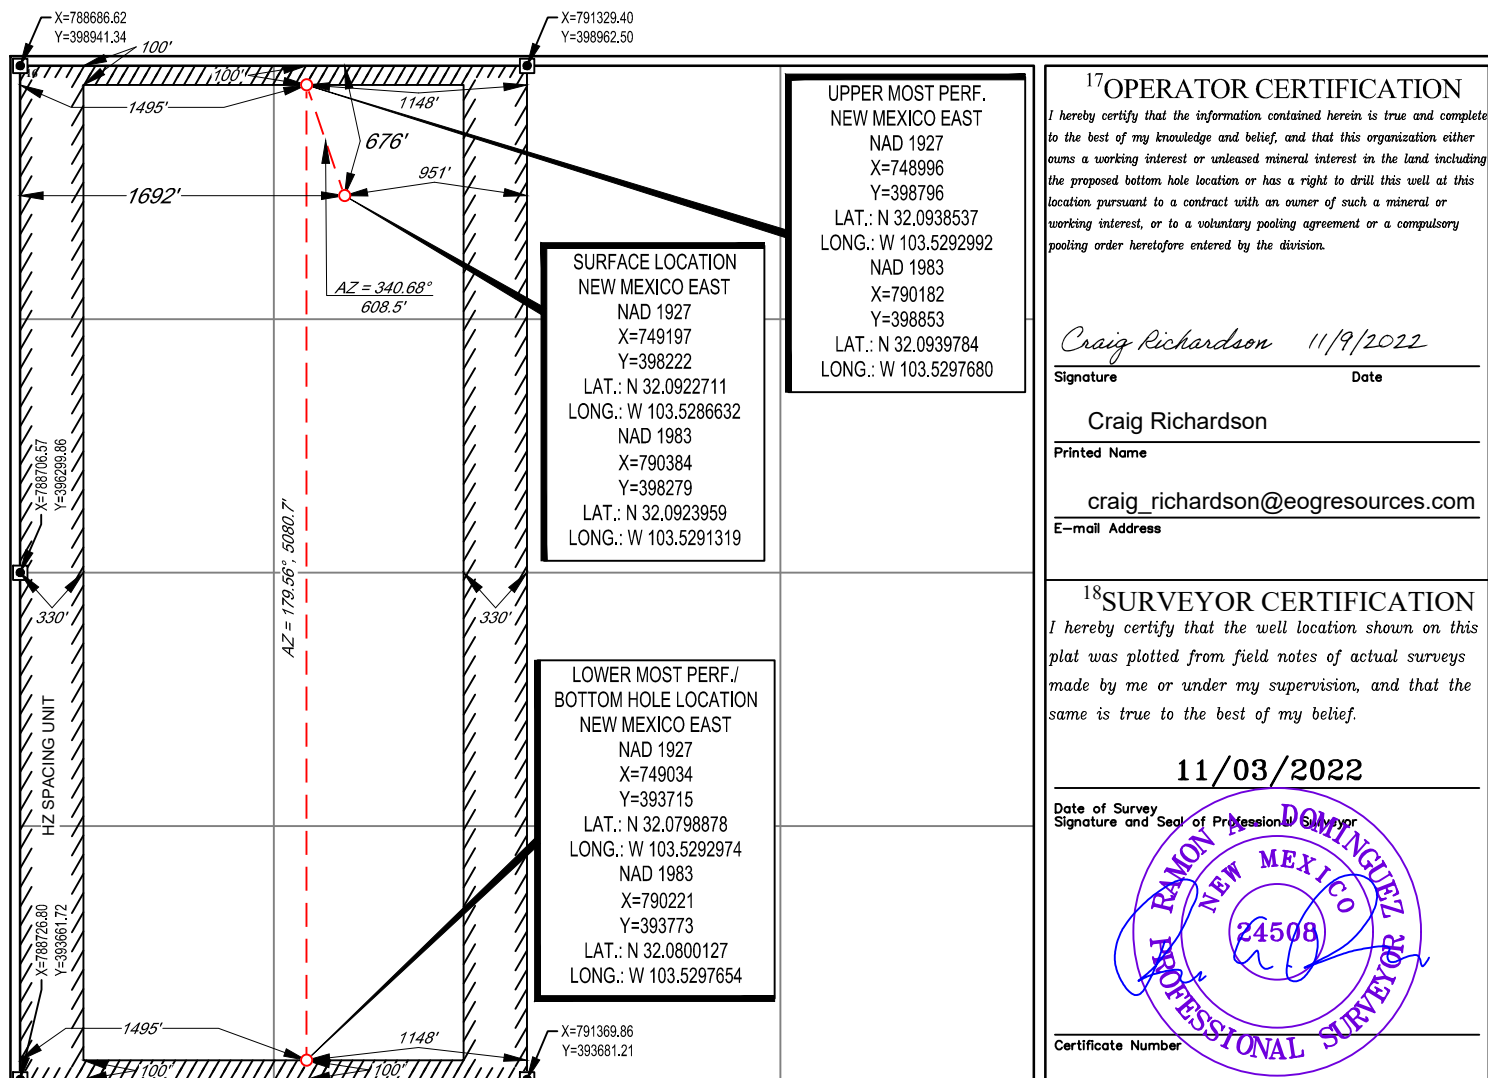 X=788686.62
Y=398941.34
X=791329.40
Y=398962.50
100'
100'
1495'
1148'
676'
951'
1692'
AZ = 340.68°
608.5'
UPPER MOST PERF.
NEW MEXICO EAST
NAD 1927
X=748996
Y=398796
LAT.: N 32.0938537
LONG.: W 103.5292992
NAD 1983
X=790182
Y=398853
LAT.: N 32.0939784
LONG.: W 103.5297680
SURFACE LOCATION
NEW MEXICO EAST
NAD 1927
X=749197
Y=398222
LAT.: N 32.0922711
LONG.: W 103.5286632
NAD 1983
X=790384
Y=398279
LAT.: N 32.0923959
LONG.: W 103.5291319
X=788706.57
Y=396299.86
AZ = 179.56°, 5080.7'
330'
330'
HZ SPACING UNIT
LOWER MOST PERF./
BOTTOM HOLE LOCATION
NEW MEXICO EAST
NAD 1927
X=749034
Y=393715
LAT.: N 32.0798878
LONG.: W 103.5292974
NAD 1983
X=790221
Y=393773
LAT.: N 32.0800127
LONG.: W 103.5297654
X=788726.80
Y=393661.72
1495'
1148'
X=791369.86
Y=393681.21
100'
100'
17OPERATOR CERTIFICATION
I hereby certify that the information contained herein is true and complete
to the best of my knowledge and belief, and that this organization either
owns a working interest or unleased mineral interest in the land including
the proposed bottom hole location or has a right to drill this well at this
location pursuant to a contract with an owner of such a mineral or
working interest, or to a voluntary pooling agreement or a compulsory
pooling order heretofore entered by the division.
Craig Richardson 11/9/2022
Signature Date
Craig Richardson
Printed Name
craig_richardson@eogresources.com
E-mail Address
18SURVEYOR CERTIFICATION
I hereby certify that the well location shown on this
plat was plotted from field notes of actual surveys
made by me or under my supervision, and that the
same is true to the best of my belief.
11/03/2022
Date of Survey
Signature and Seal of Professional Surveyor
RAMON A. DOMINGUEZ
NEW MEXICO
24508
PROFESSIONAL SURVEYOR
Certificate Number